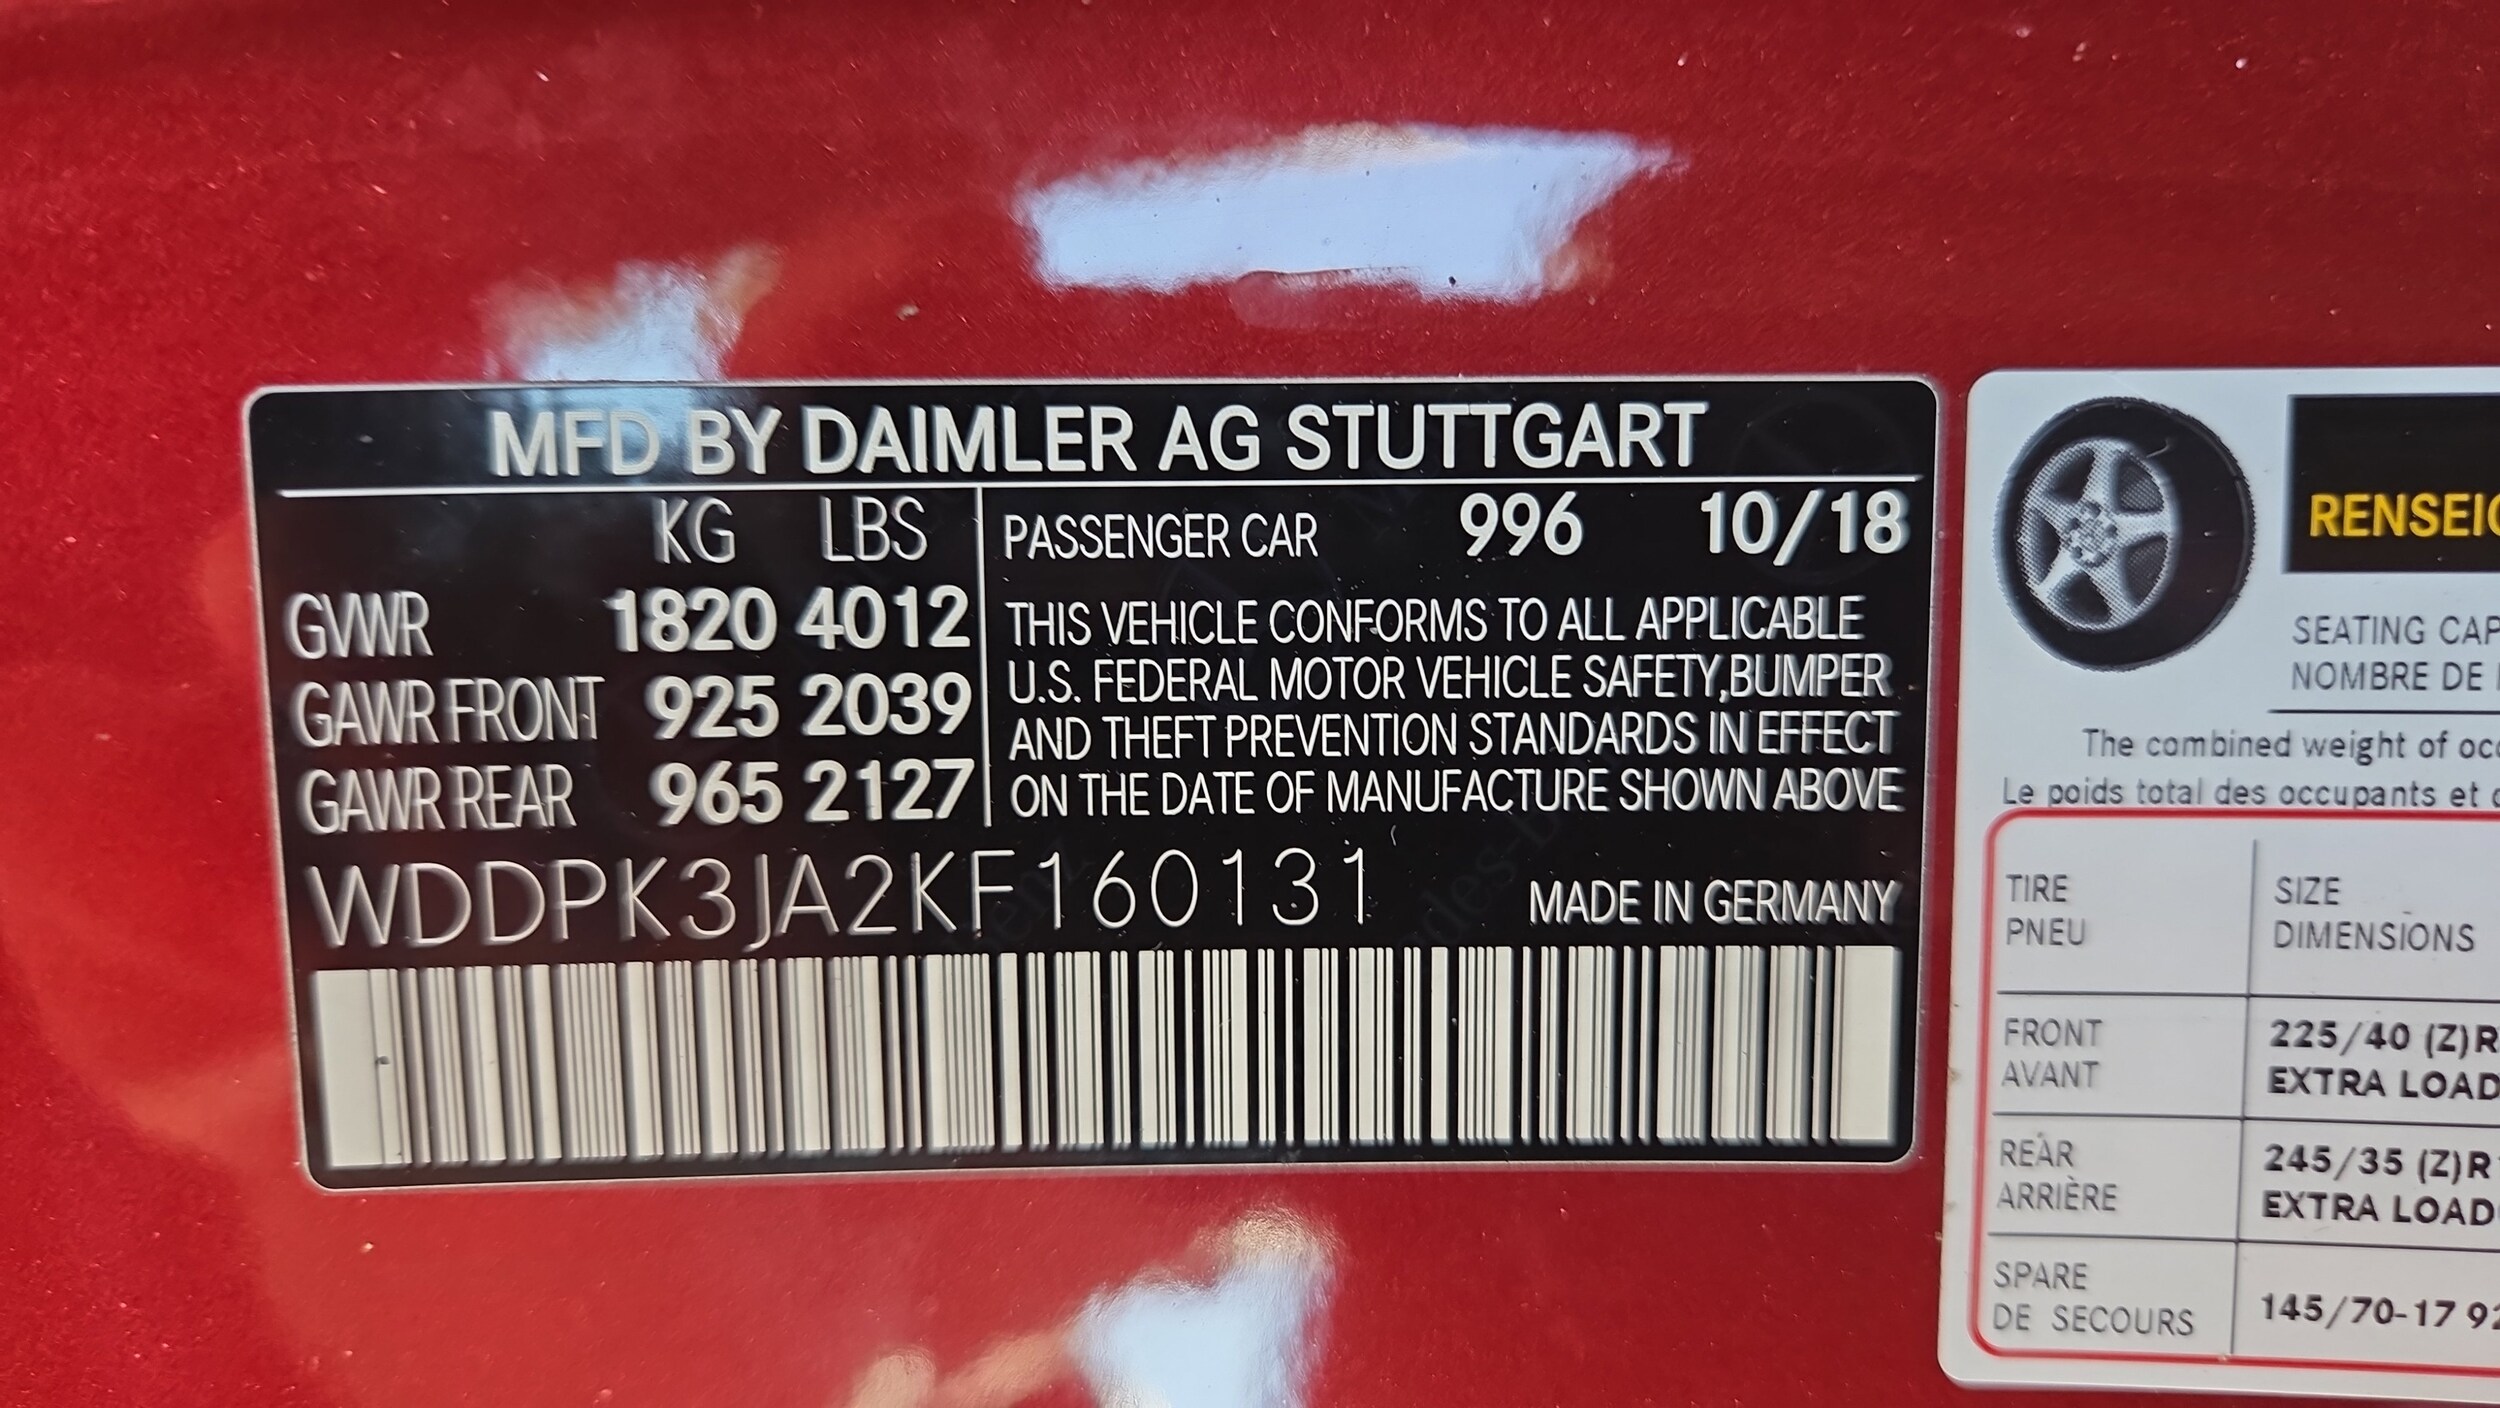 MFD BY DAIMLER AG STUTTGART
KG LBS
GVWR 1820 4012
GAWR FRONT 925 2039
GAWR REAR 965 2127
PASSENGER CAR 996 10/18
THIS VEHICLE CONFORMS TO ALL APPLICABLE
U.S. FEDERAL MOTOR VEHICLE SAFETY,BUMPER
AND THEFT PREVENTION STANDARDS IN EFFECT
ON THE DATE OF MANUFACTURE SHOWN ABOVE
WDDPK3JA2KF160131
MADE IN GERMANY
SEATING
NOMBRE DE
The combined weight of
Le poids total des occupants et
TIRE
PNEU
SIZE
DIMENSIONS
FRONT
AVANT
225/40 (Z)R
EXTRA LOAD
REAR
ARRIÈRE
245/35 (Z)R
EXTRA LOAD
SPARE
DE SECOURS
145/70-17